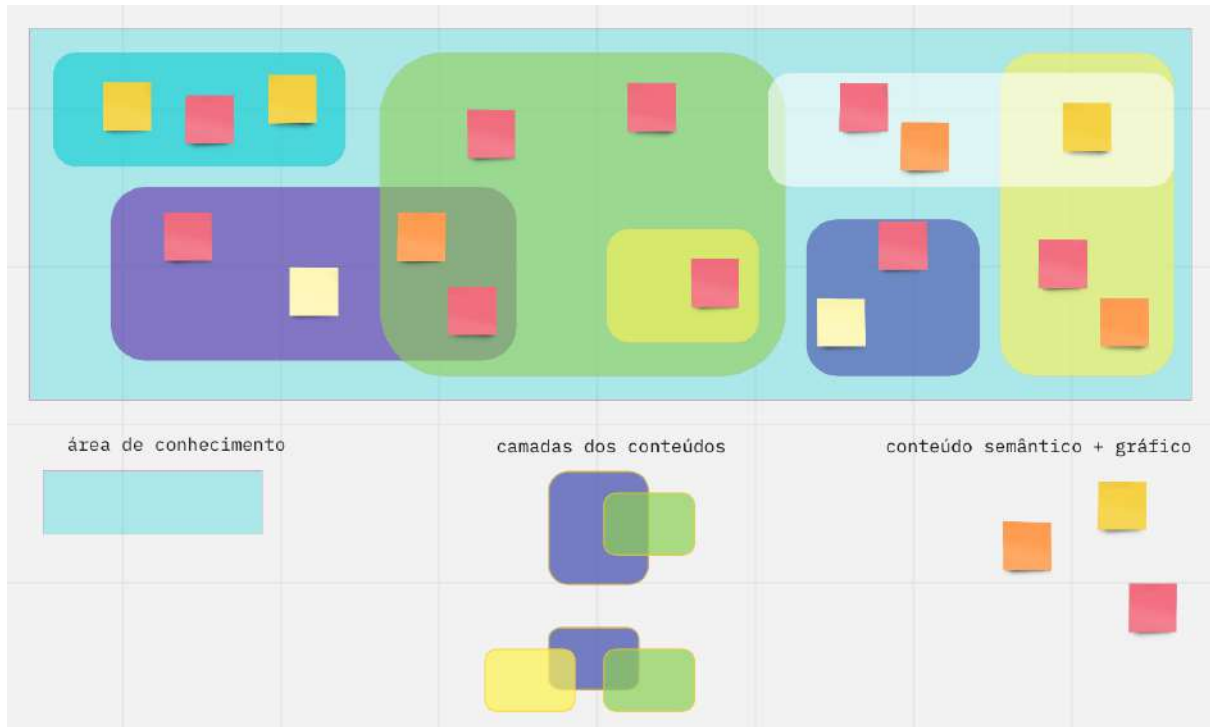 área de conhecimento
camadas dos conteúdos
conteúdo semântico + gráfico